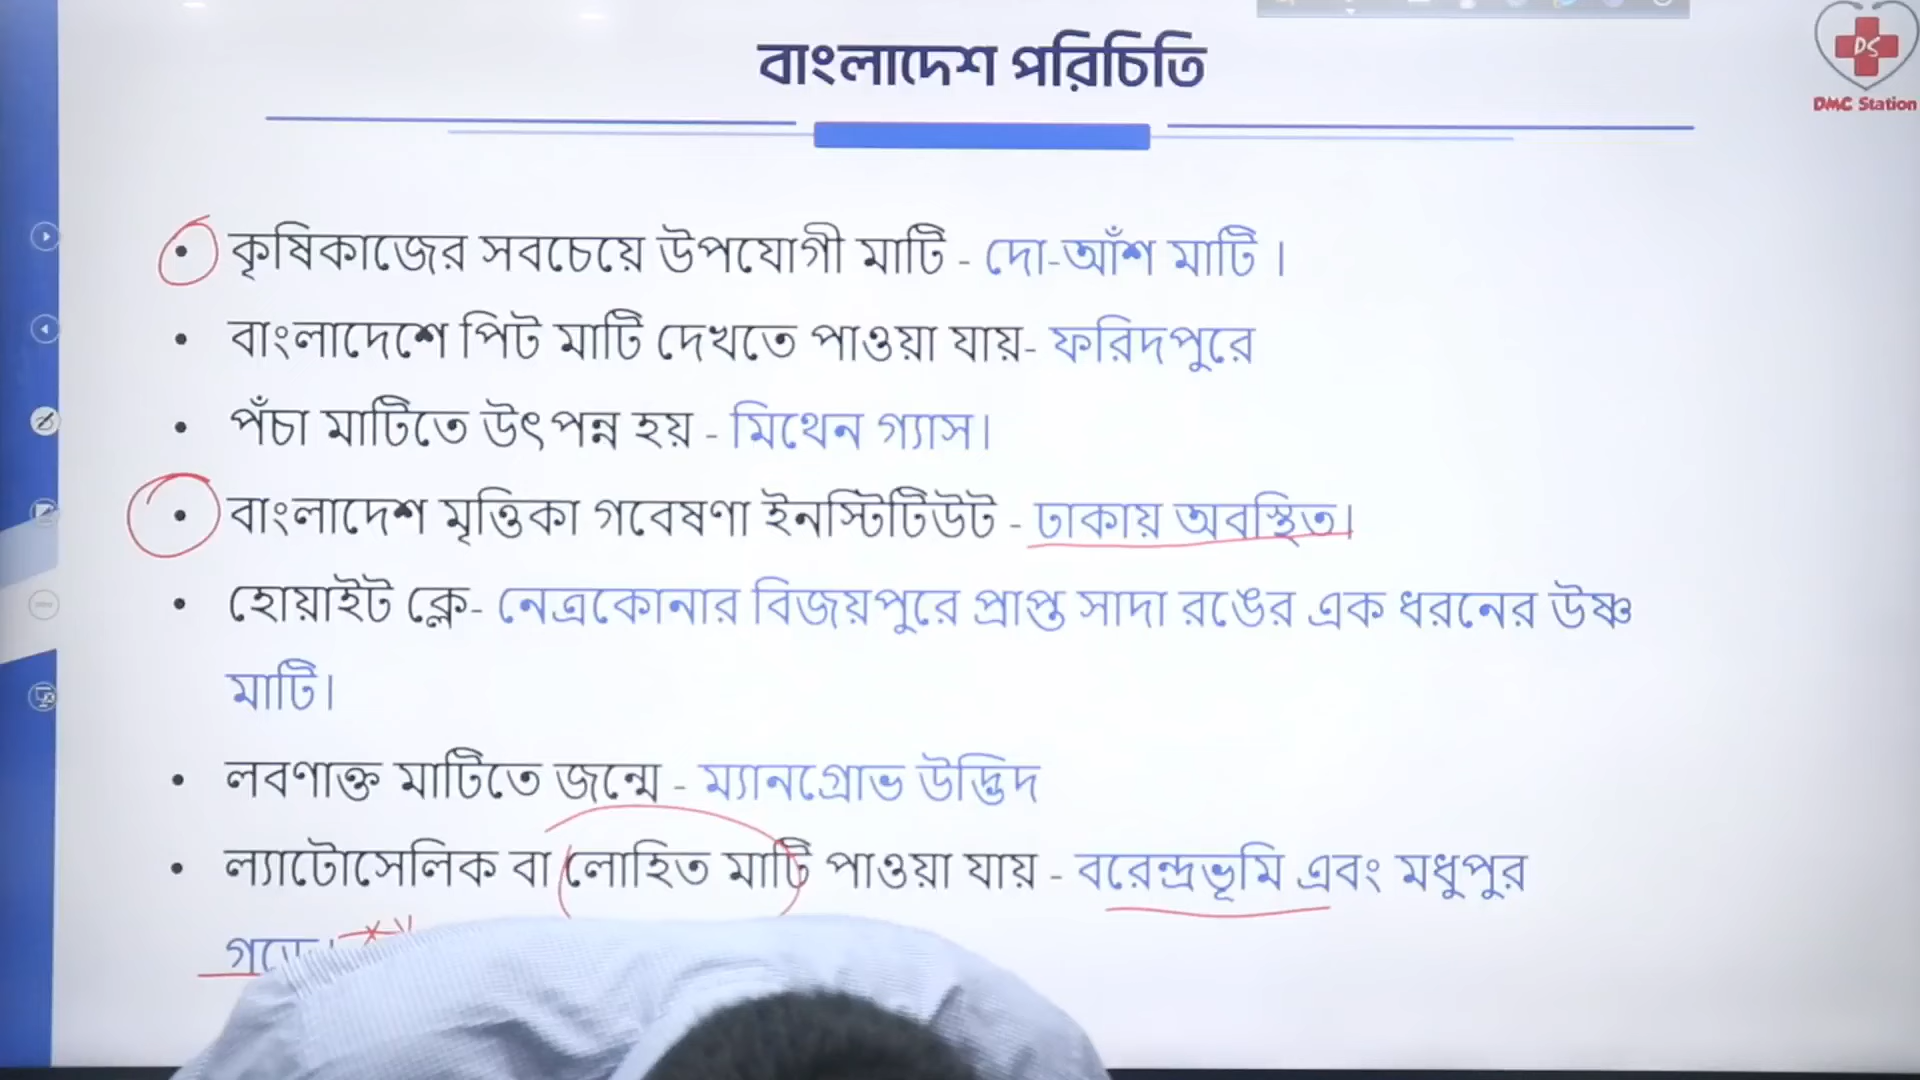 বাংলাদেশ পরিচিতি
DS
DMC Station
• কৃষিকাজের সবচেয়ে উপযোগী মাটি - দো-আঁশ মাটি।
• বাংলাদেশে পিট মাটি দেখতে পাওয়া যায়- ফরিদপুরে
• পঁচা মাটিতে উৎপন্ন হয় - মিথেন গ্যাস।
• বাংলাদেশ মৃত্তিকা গবেষণা ইনস্টিটিউট - ঢাকায় অবস্থিত।
• হোয়াইট ক্লে- নেত্রকোনার বিজয়পুরে প্রাপ্ত সাদা রঙের এক ধরনের উষ্ণ
মাটি।
• লবণাক্ত মাটিতে জন্মে - ম্যানগ্রোভ উদ্ভিদ
• ল্যাটোসেলিক বা লোহিত মাটি পাওয়া যায় - বরেন্দ্রভূমি এবং মধুপুর